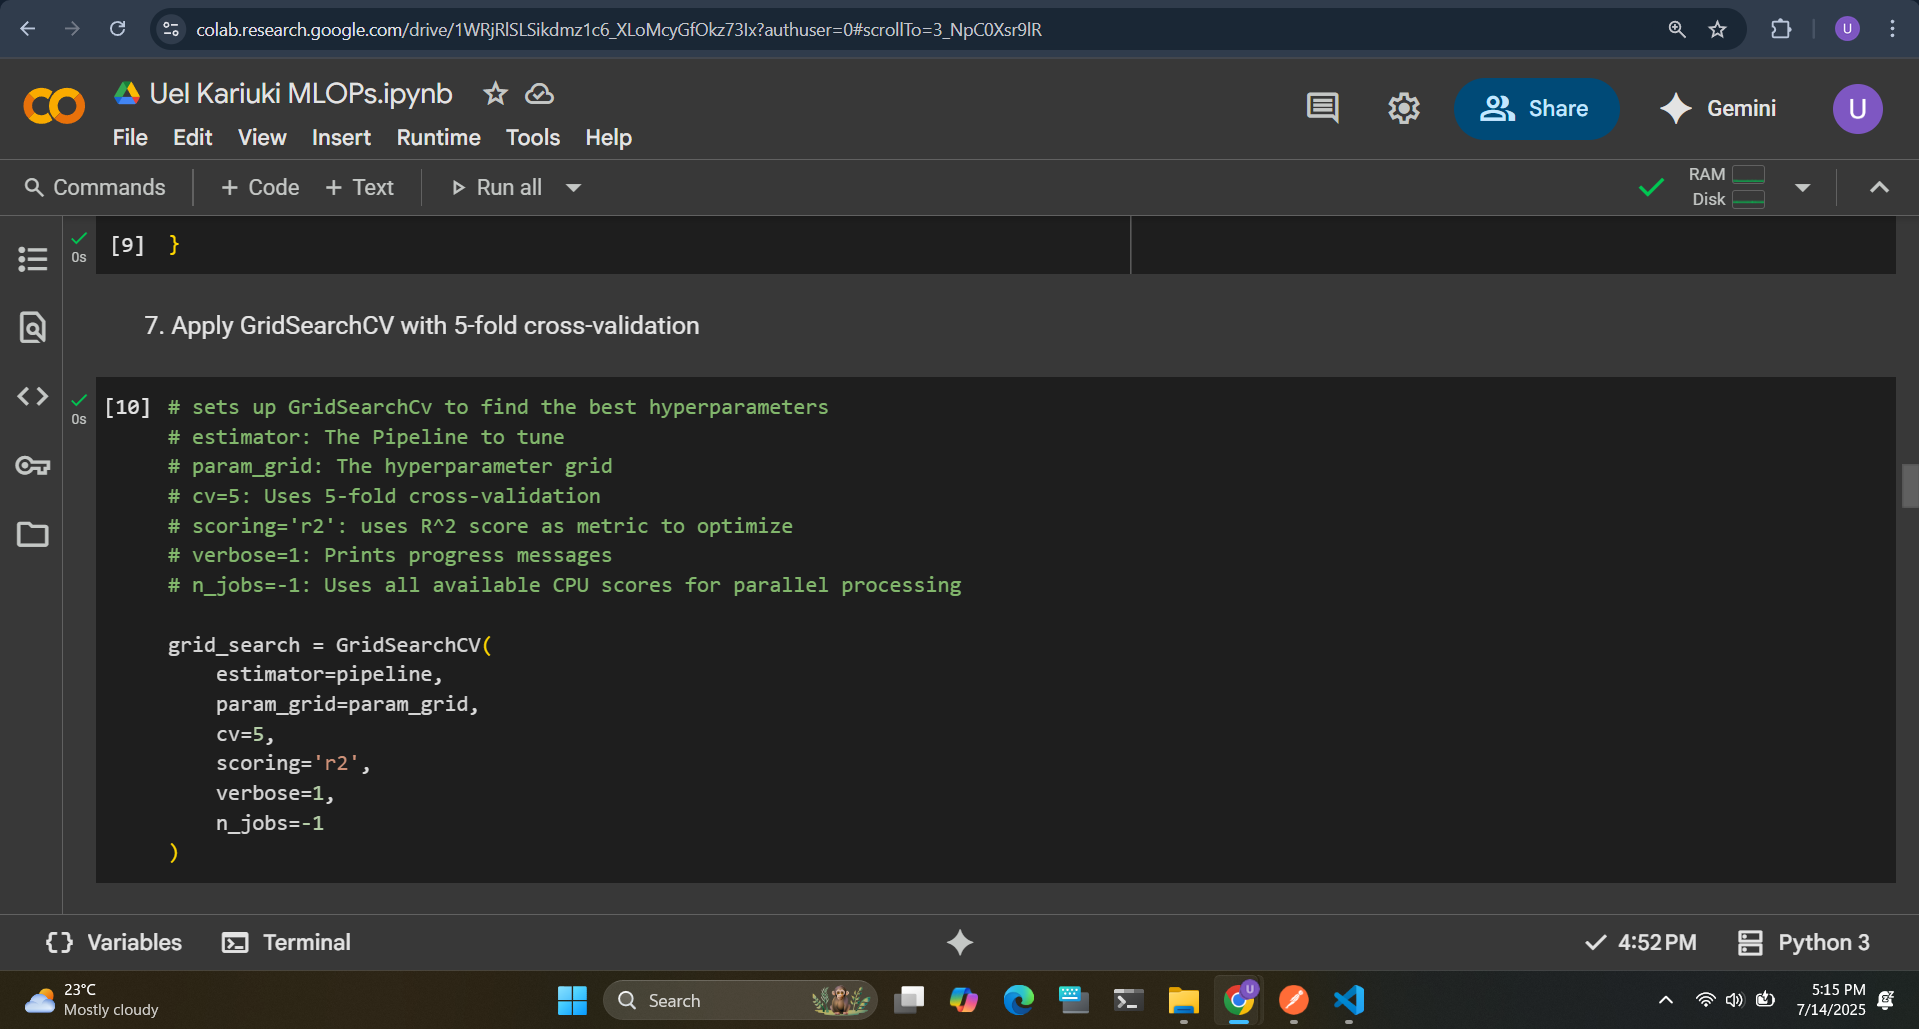 colab.research.google.com/drive/1WRjRlSLSikdmz1c6_XLoMcyGfOkz73Ix?authuser=0#scrollTo=3_NpC0Xsr9lR
U
Uel Kariuki MLOPs.ipynb
File Edit View Insert Runtime Tools Help
Share
Gemini
U
Commands + Code + Text Run all
RAM
Disk
0s
[9] }
7. Apply GridSearchCV with 5-fold cross-validation
0s
[10] # sets up GridSearchCv to find the best hyperparameters
# estimator: The Pipeline to tune
# param_grid: The hyperparameter grid
# cv=5: Uses 5-fold cross-validation
# scoring='r2': uses R^2 score as metric to optimize
# verbose=1: Prints progress messages
# n_jobs=-1: Uses all available CPU scores for parallel processing
grid_search = GridSearchCV(
estimator=pipeline,
param_grid=param_grid,
cv=5,
scoring='r2',
verbose=1,
n_jobs=-1
)
{} Variables Terminal
4:52 PM Python 3
23°C
Mostly cloudy
Search
U
5:15 PM
7/14/2025